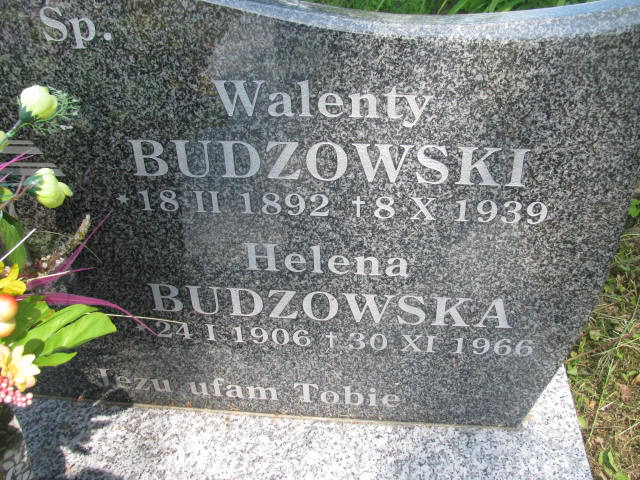 Sp.
Walenty
BUDZOWSKI
*18 II 1892 †8 X 1939
Helena
BUDZOWSKA
24 I 1906 † 30 XI 1966
Jezu ufam Tobie